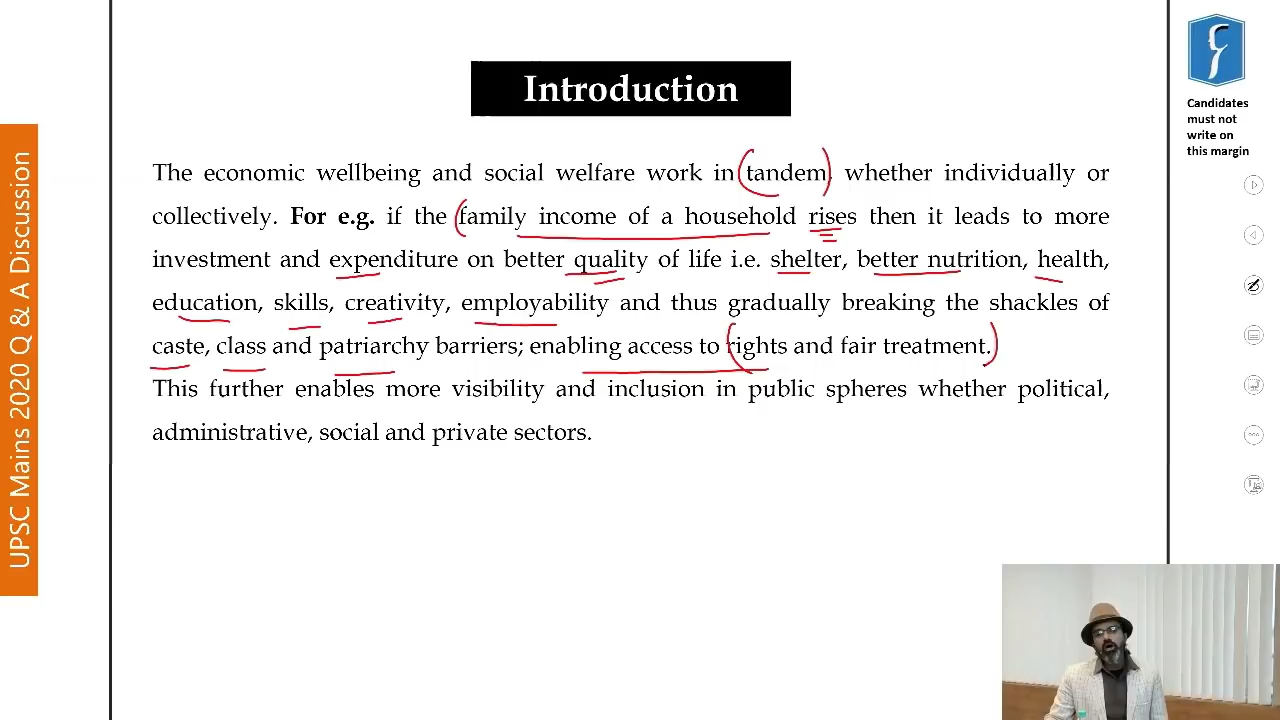 Introduction
The economic wellbeing and social welfare work in tandem, whether individually or
collectively. For e.g. if the family income of a household rises then it leads to more
investment and expenditure on better quality of life i.e. shelter, better nutrition, health,
education, skills, creativity, employability and thus gradually breaking the shackles of
caste, class and patriarchy barriers; enabling access to rights and fair treatment.
This further enables more visibility and inclusion in public spheres whether political,
administrative, social and private sectors.
UPSC Mains 2020 Q & A Discussion
Candidates
must not
write on
this margin